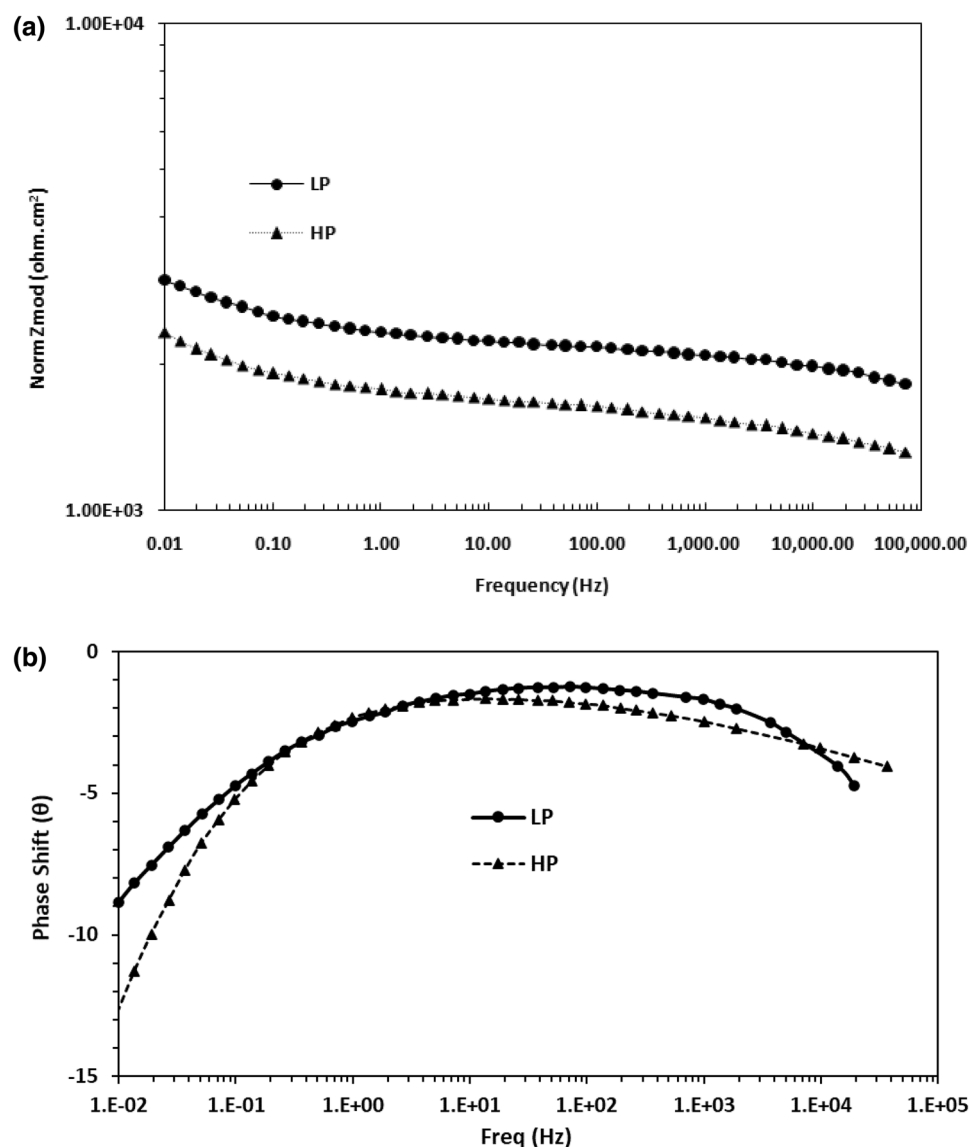 (a)
1.00E+04
Norm Zmod (ohm.cm²)
LP
HP
1.00E+03
0.01 0.10 1.00 10.00 100.00 1,000.00 10,000.00 100,000.00
Frequency (Hz)
(b)
0
-5
-10
-15
Phase Shift (θ)
LP
HP
1.E-02 1.E-01 1.E+00 1.E+01 1.E+02 1.E+03 1.E+04 1.E+05
Freq (Hz)